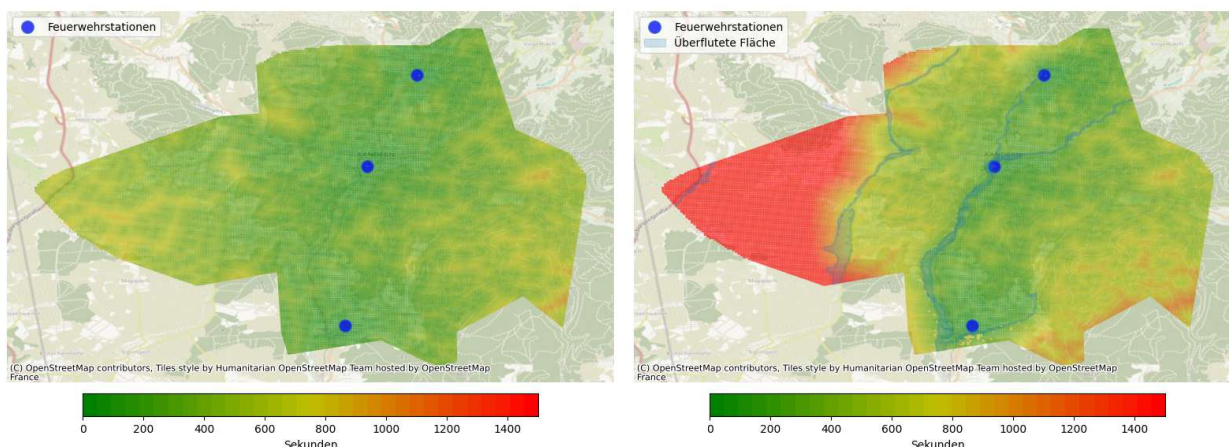 Feuerwehrstationen
(C) OpenStreetMap contributors, Tiles style by Humanitarian OpenStreetMap Team hosted by OpenStreetMap
France
0 200 400 600 800 1000 1200 1400
Sekunden
Feuerwehrstationen
Überflutete Fläche
(C) OpenStreetMap contributors, Tiles style by Humanitarian OpenStreetMap Team hosted by OpenStreetMap
France
0 200 400 600 800 1000 1200 1400
Sekunden